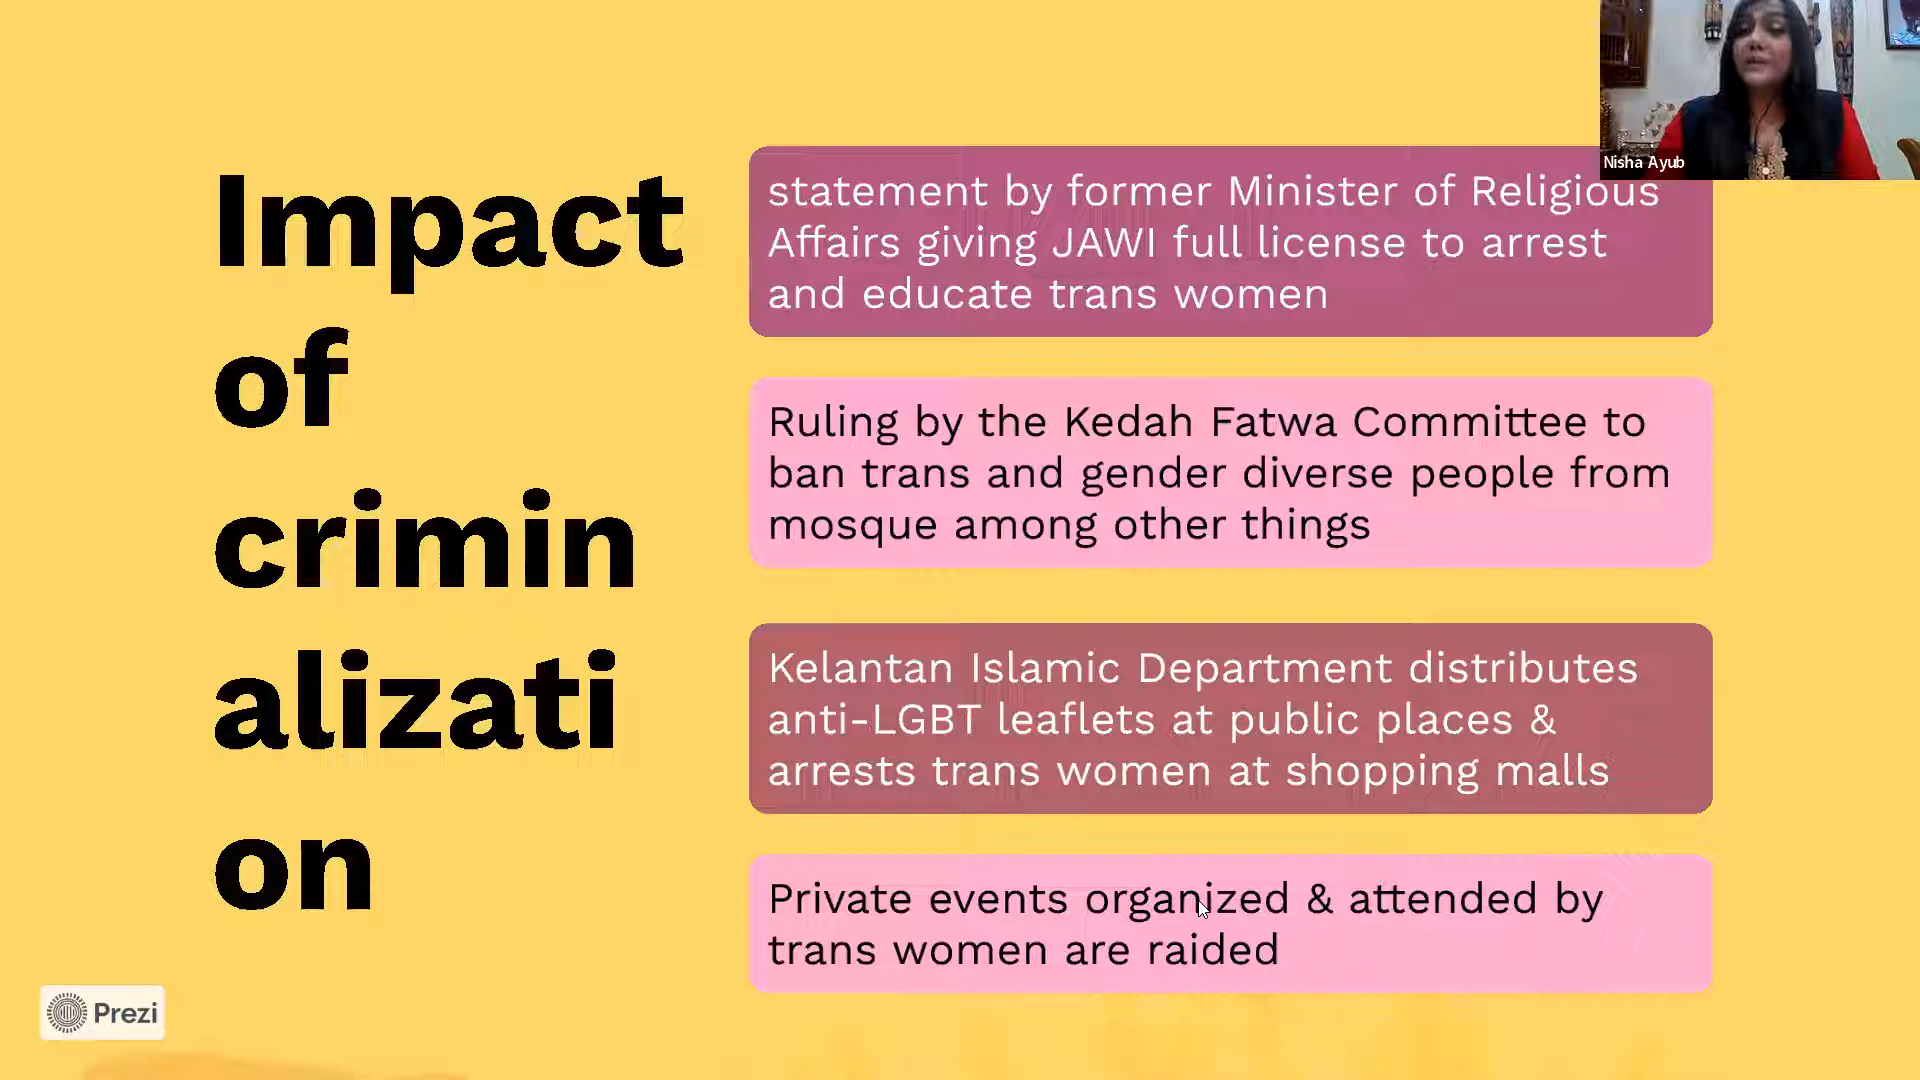 Impact
of
crimin
alizati
on
statement by former Minister of Religious
Affairs giving JAWI full license to arrest
and educate trans women
Ruling by the Kedah Fatwa Committee to
ban trans and gender diverse people from
mosque among other things
Kelantan Islamic Department distributes
anti-LGBT leaflets at public places &
arrests trans women at shopping malls
Private events organized & attended by
trans women are raided
Nisha Ayub
Prezi